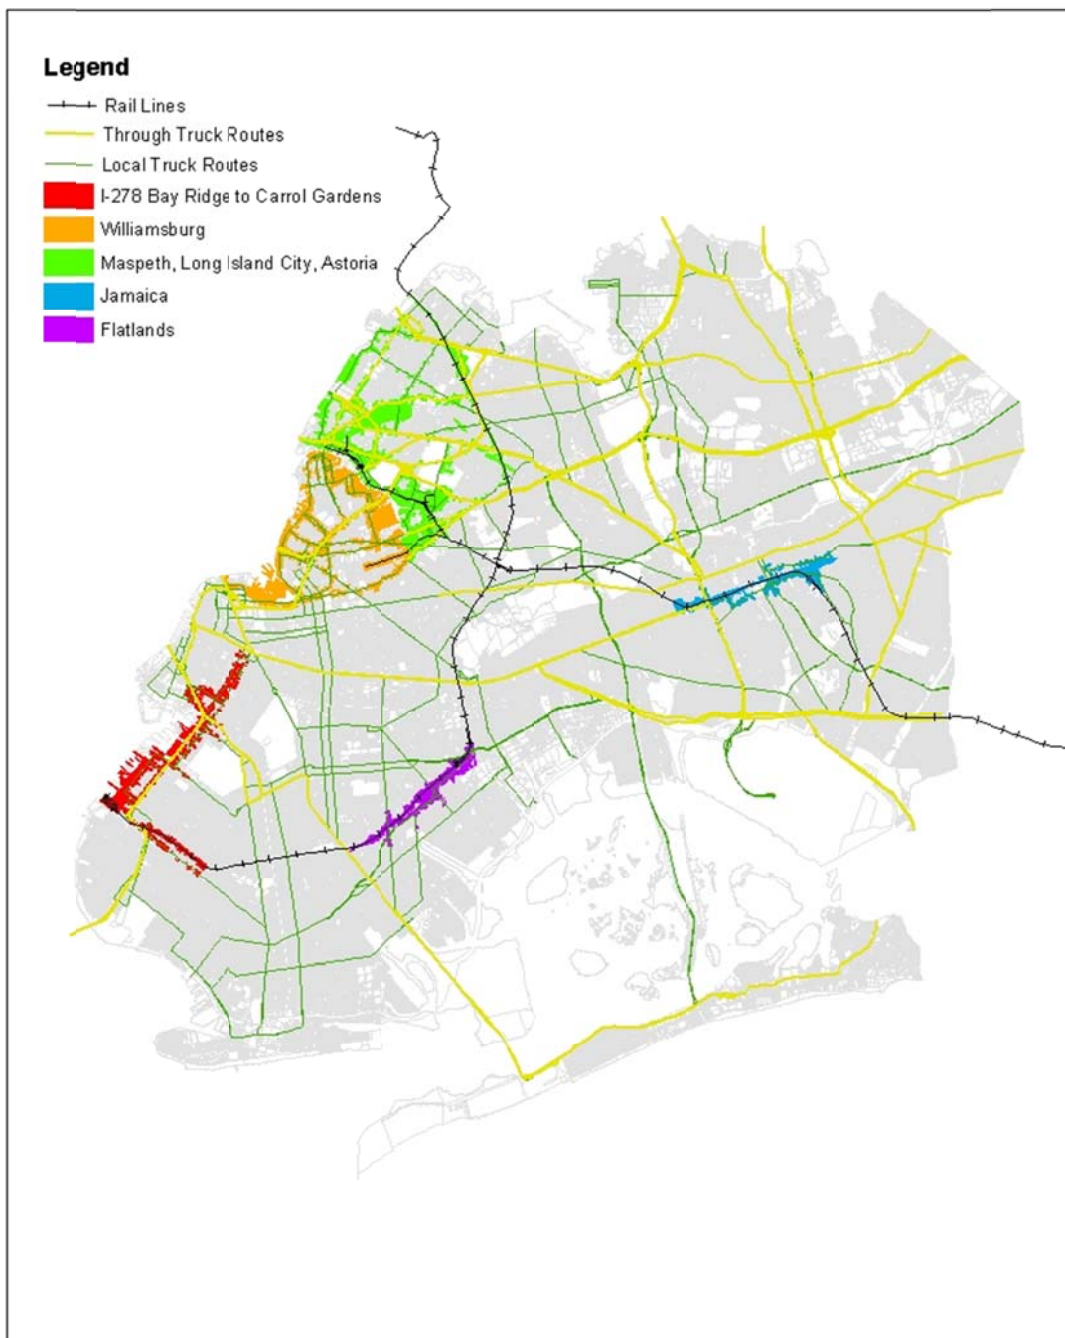 Legend
Rail Lines
Through Truck Routes
Local Truck Routes
I-278 Bay Ridge to Carrol Gardens
Williamsburg
Maspeth, Long Island City, Astoria
Jamaica
Flatlands